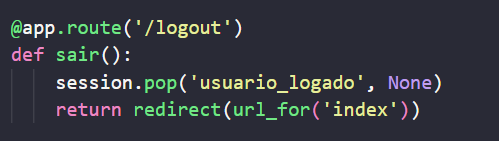 @app.route('/logout')
def sair():
    session.pop('usuario_logado', None)
    return redirect(url_for('index'))